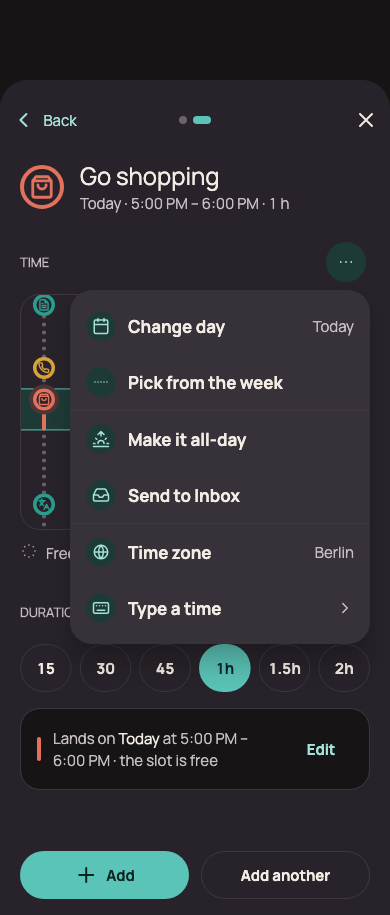 Back
Go shopping
Today · 5:00 PM – 6:00 PM · 1 h
TIME
···
Change day Today
Pick from the week
Make it all-day
Send to Inbox
Time zone Berlin
Type a time
15 30 45 1h 1.5h 2h
Lands on Today at 5:00 PM –
6:00 PM · the slot is free
Edit
Add
Add another